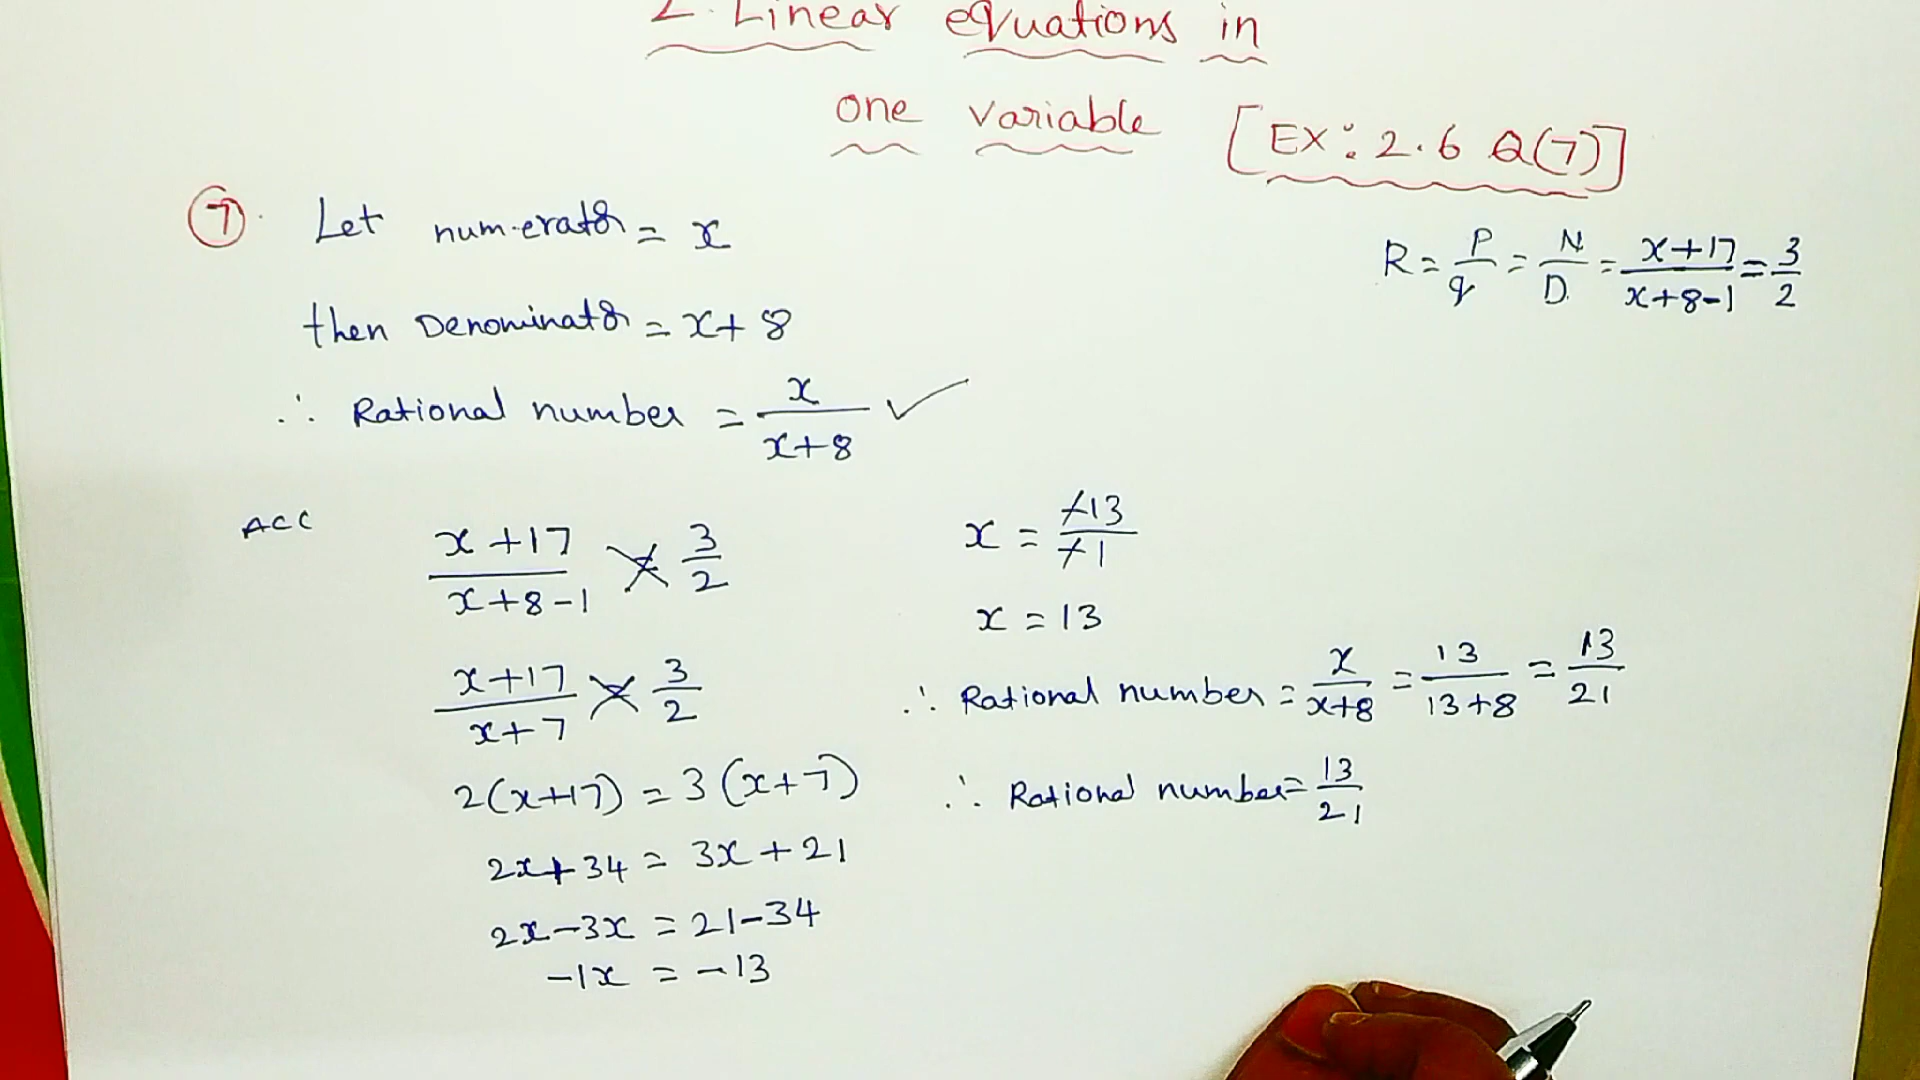 2. Linear equations in
one variable [EX: 2.6 Q(7)]
7. Let numerator = x
R = P/q = N/D = x+17/x+8-1 = 3/2
then Denominator = x+8
∴ Rational number = x/x+8 ✓
ACC x+17/x+8-1 = 3/2
x+17/x+7 = 3/2
2(x+17) = 3(x+7)
2x+34 = 3x+21
2x-3x = 21-34
-1x = -13
x = -13/-1
x = 13
∴ Rational number = x/x+8 = 13/13+8 = 13/21
∴ Rational number = 13/21